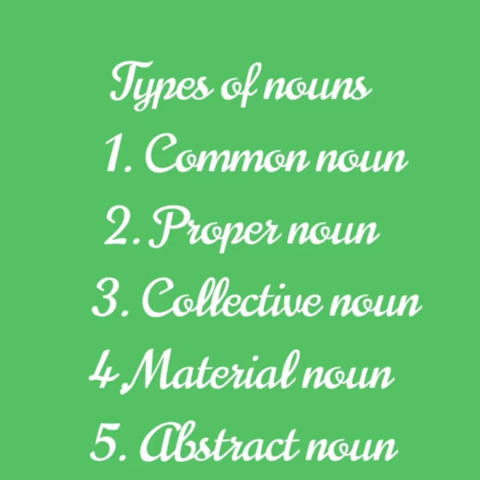 Types of nouns
1. Common noun
2. Proper noun
3. Collective noun
4,Material noun
5. Abstract noun